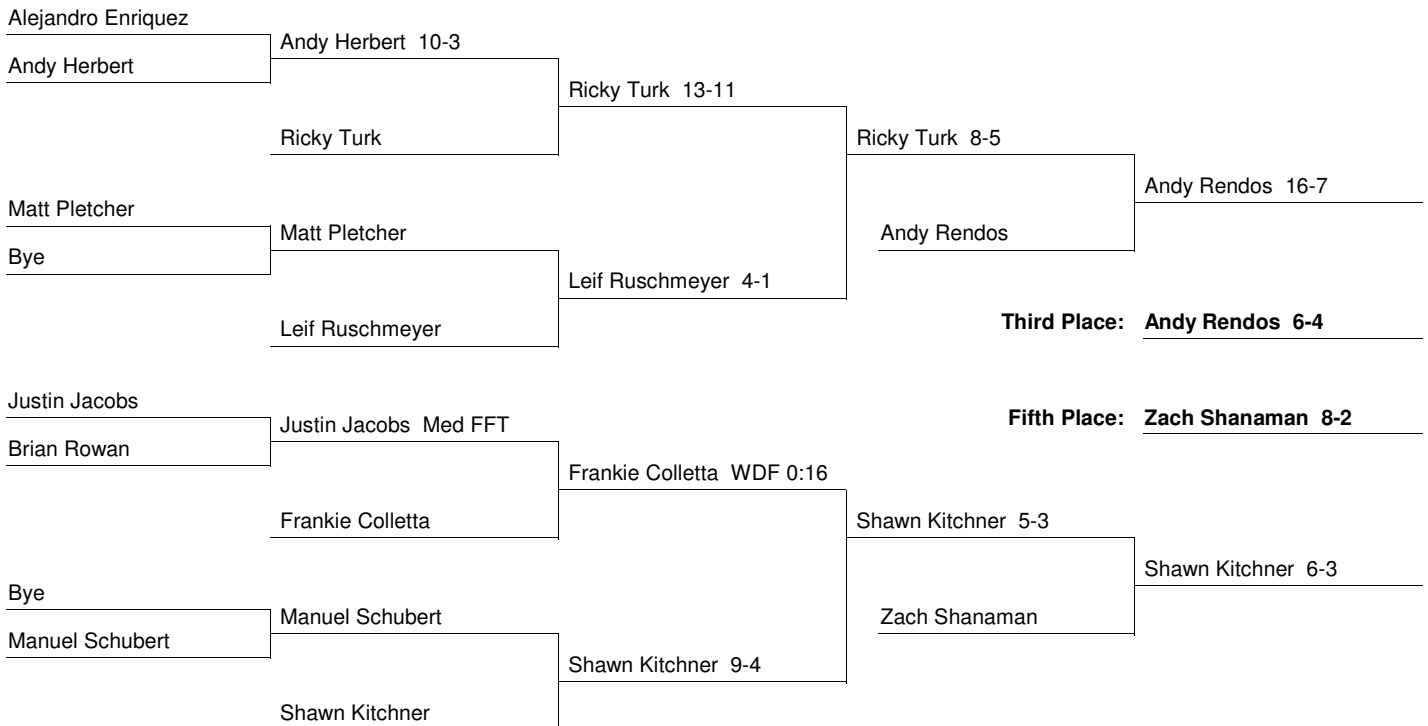 Alejandro Enriquez
Andy Herbert 10-3
Andy Herbert
Ricky Turk 13-11
Ricky Turk
Ricky Turk 8-5
Andy Rendos 16-7
Matt Pletcher
Matt Pletcher
Andy Rendos
Bye
Leif Ruschmeyer 4-1
Leif Ruschmeyer
Third Place: Andy Rendos 6-4
Justin Jacobs
Justin Jacobs Med FFT
Fifth Place: Zach Shanaman 8-2
Brian Rowan
Frankie Colletta WDF 0:16
Frankie Colletta
Shawn Kitchner 5-3
Shawn Kitchner 6-3
Bye
Manuel Schubert
Zach Shanaman
Manuel Schubert
Shawn Kitchner 9-4
Shawn Kitchner